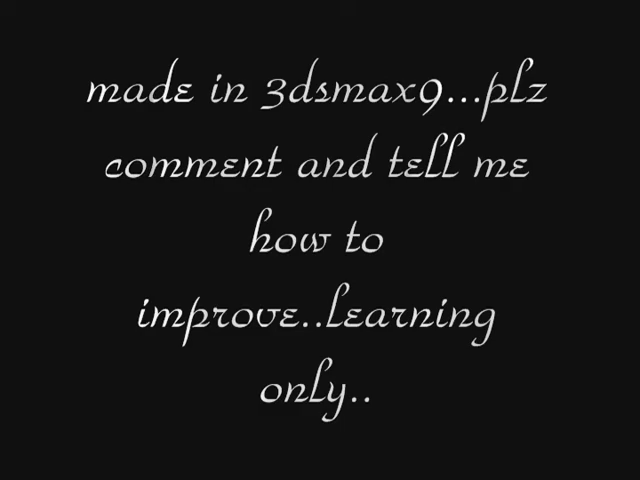 made in 3dsmax9...plz
comment and tell me
how to
improve..learning
only..